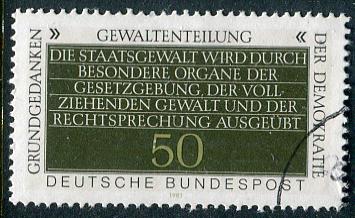 GRUNDGEDANKEN
» GEWALTENTEILUNG «
DER DEMOKRATIE
DIE STAATSGEWALT WIRD DURCH
BESONDERE ORGANE DER
GESETZGEBUNG, DER VOLL-
ZIEHENDEN GEWALT UND DER
RECHTSPRECHUNG AUSGEÜBT
50
DEUTSCHE BUNDESPOST
1981